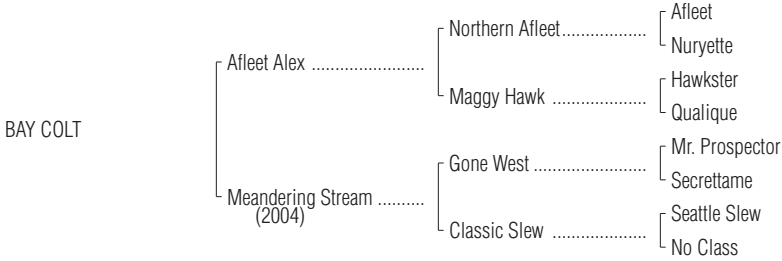 Afleet
Northern Afleet...................
Nuryette
Afleet Alex ........................
Hawkster
Maggy Hawk ....................
Qualique
BAY COLT
Mr. Prospector
Gone West ........................
Secrettame
Meandering Stream ..........
(2004)
Seattle Slew
Classic Slew ....................
No Class